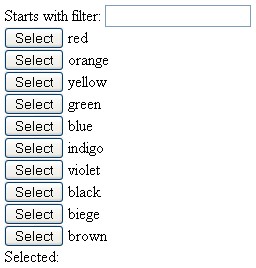 Starts with filter:
Select red
Select orange
Select yellow
Select green
Select blue
Select indigo
Select violet
Select black
Select biege
Select brown
Selected: